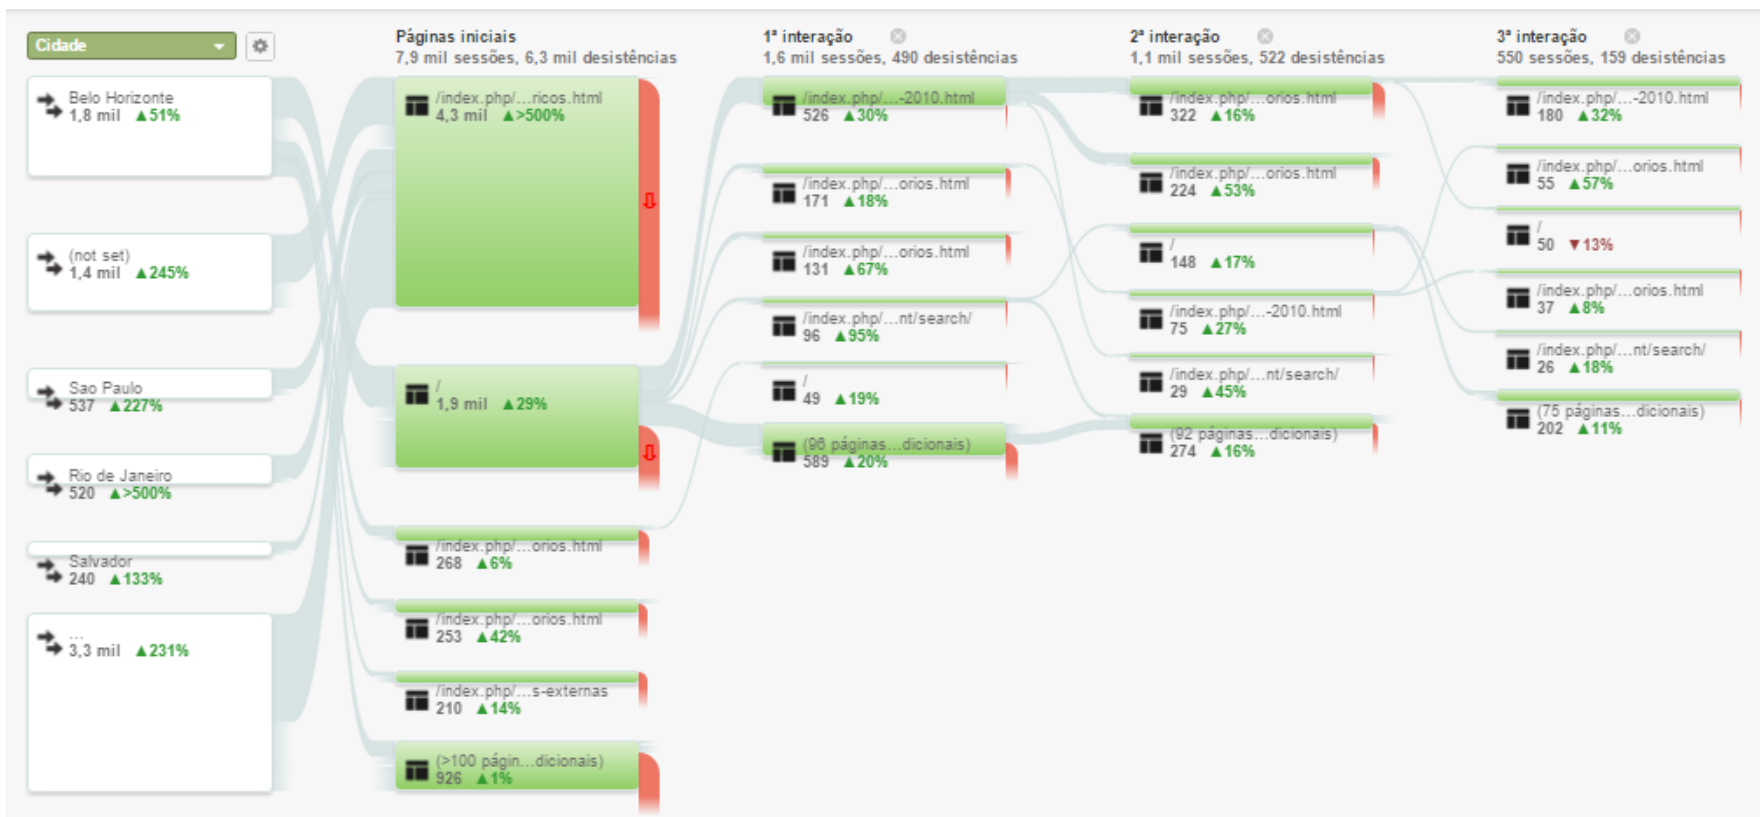 Cidade
Belo Horizonte
1,8 mil ▲51%
(not set)
1,4 mil ▲245%
Sao Paulo
537 ▲227%
Rio de Janeiro
520 ▲>500%
Salvador
240 ▲133%
...
3,3 mil ▲231%
Páginas iniciais
7,9 mil sessões, 6,3 mil desistências
/index.php/...ricos.html
4,3 mil ▲>500%
/
1,9 mil ▲29%
/index.php/...orios.html
268 ▲6%
/index.php/...orios.html
253 ▲42%
/index.php/...s-externas
210 ▲14%
(>100 págin...dicionais)
926 ▲1%
1ª interação
1,6 mil sessões, 490 desistências
/index.php/...-2010.html
526 ▲30%
/index.php/...orios.html
171 ▲18%
/index.php/...orios.html
131 ▲67%
/index.php/...nt/search/
96 ▲95%
/
49 ▲19%
(96 páginas...dicionais)
589 ▲20%
2ª interação
1,1 mil sessões, 522 desistências
/index.php/...orios.html
322 ▲16%
/index.php/...orios.html
224 ▲53%
/
148 ▲17%
/index.php/...-2010.html
75 ▲27%
/index.php/...nt/search/
29 ▲45%
(92 páginas...dicionais)
274 ▲16%
3ª interação
550 sessões, 159 desistências
/index.php/...-2010.html
180 ▲32%
/index.php/...orios.html
55 ▲57%
/
50 ▼13%
/index.php/...orios.html
37 ▲8%
/index.php/...nt/search/
26 ▲18%
(75 páginas...dicionais)
202 ▲11%